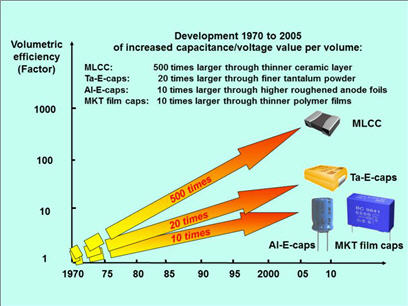 Development 1970 to 2005
of increased capacitance/voltage value per volume:
Volumetric
efficiency
(Factor)
MLCC: 500 times larger through thinner ceramic layer
Ta-E-caps: 20 times larger through finer tantalum powder
Al-E-caps: 10 times larger through higher roughened anode foils
MKT film caps: 10 times larger through thinner polymer films
1000
100
10
1
MLCC
Ta-E-caps
Al-E-caps MKT film caps
500 times
20 times
10 times
1970 75 80 85 90 95 2000 05 10